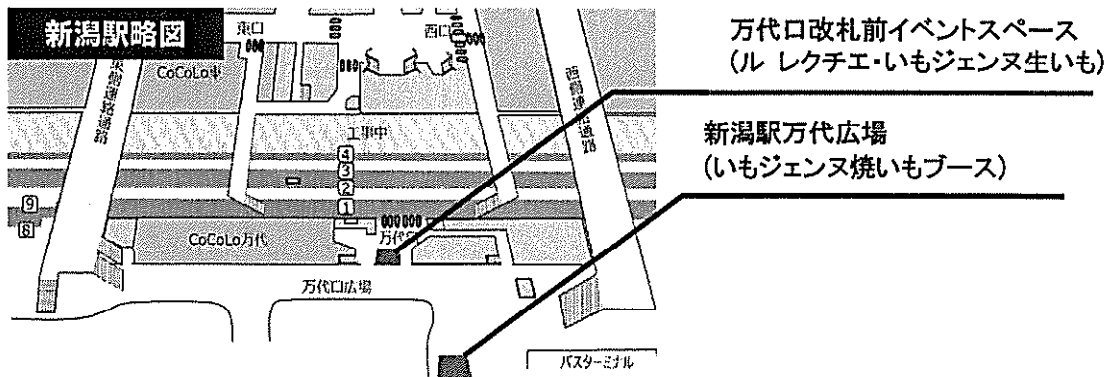 新潟駅略図
東口
西口
CoCoLo中
東側連絡通路
西側連絡通路
工事中
4
3
2
1
9
8
CoCoLo万代
万代口広場
バスターミナル
万代口改札前イベントスペース
(ル レクチエ・いもジェンヌ生いも)
新潟駅万代広場
(いもジェンヌ焼いもブース)